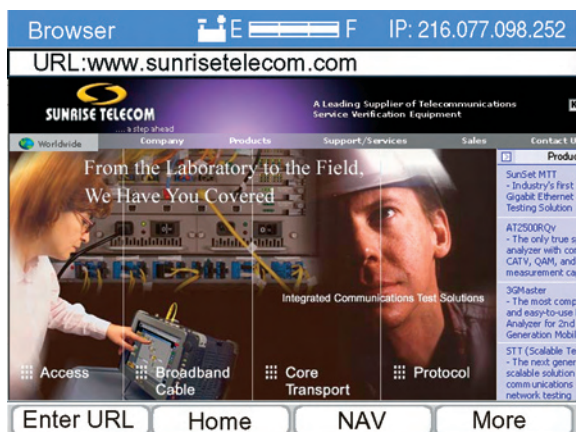 Browser
E F
IP: 216.077.098.252
URL:www.sunrisetelecom.com
SUNRISE TELECOM
.... a step ahead
A Leading Supplier of Telecommunications
Service Verification Equipment
Worldwide
Company
Products
Support/Services
Sales
Contact U
From the Laboratory to the Field,
We Have You Covered
Integrated Communications Test Solutions
Access
Broadband
Cable
Core
Transport
Protocol
Produc
SunSet MTT
- Industry's first
Gigabit Ethernet
Testing Solution
AT2500RQv
- The only true s
analyzer with co
CATV, QAM, and
measurement ca
3GMaster
- The most comp
and easy-to-use
Analyzer for 2nd
Generation Mobil
STT (Scalable Te
- The next gener
scalable solution
communications
network testing
Enter URL
Home
NAV
More